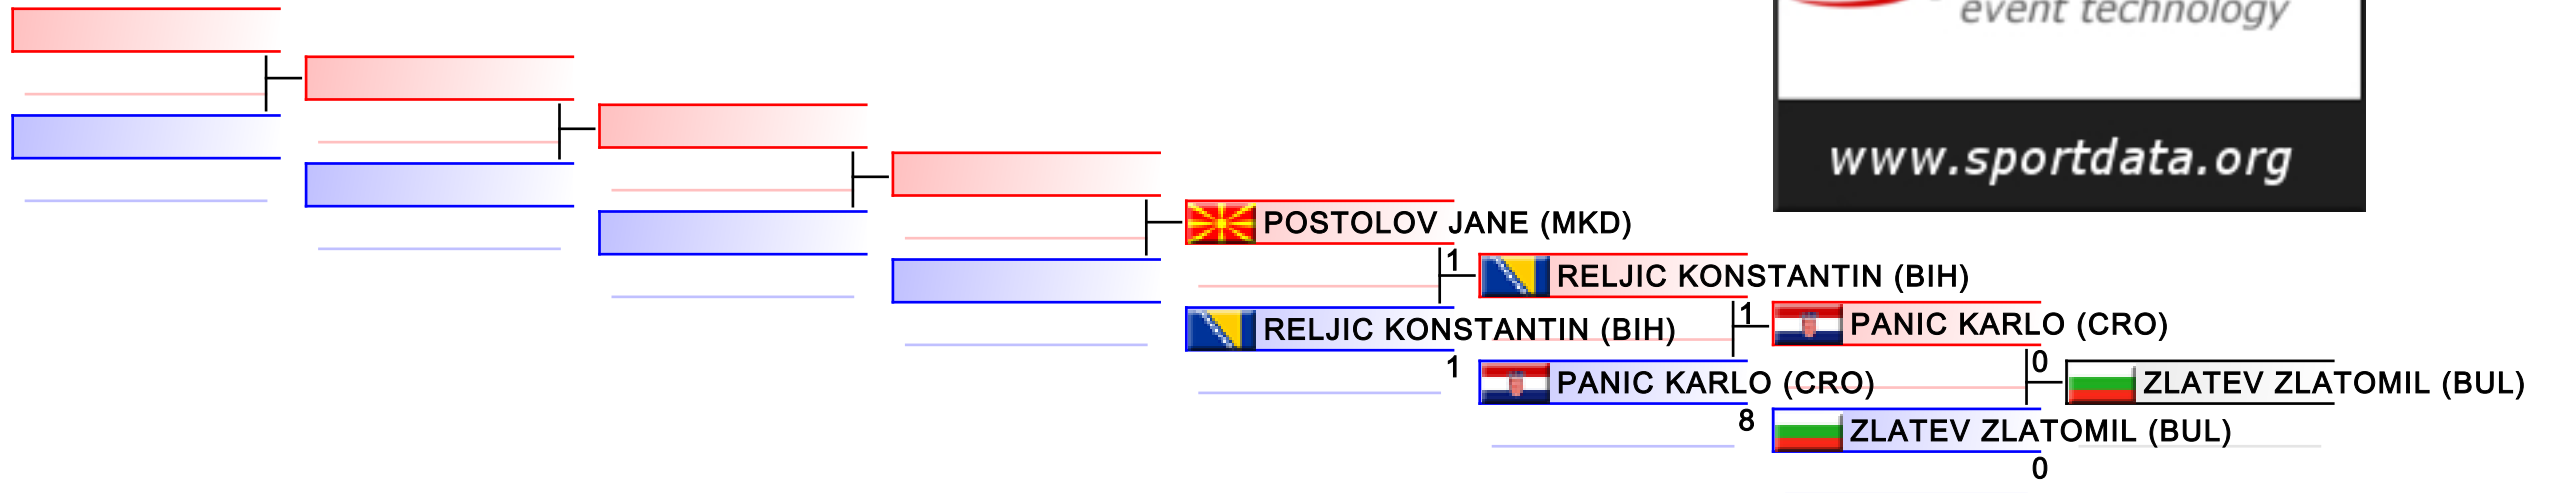 event technology
www.sportdata.org
POSTOLOV JANE (MKD)
1
RELJIC KONSTANTIN (BIH)
RELJIC KONSTANTIN (BIH)
1
1
PANIC KARLO (CRO)
PANIC KARLO (CRO)
8
0
ZLATEV ZLATOMIL (BUL)
ZLATEV ZLATOMIL (BUL)
0